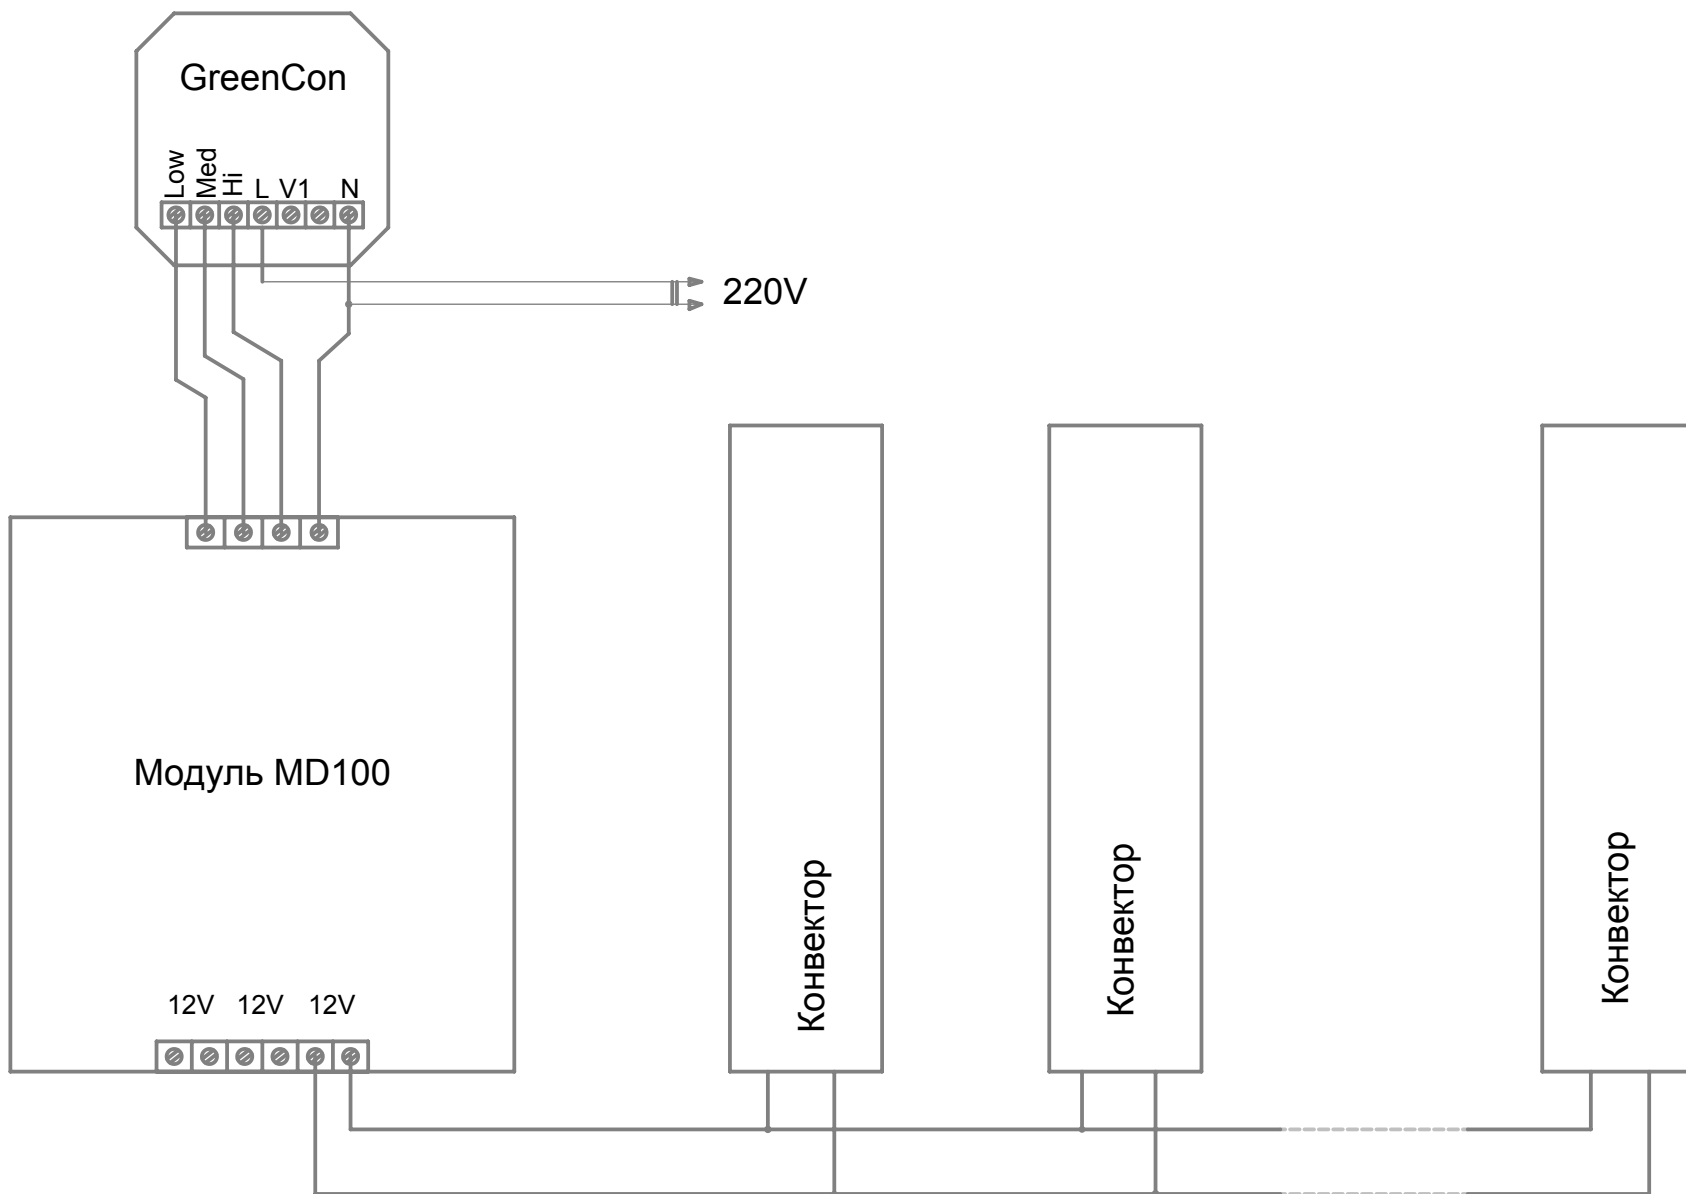 GreenCon
Low
Med
Hi
L
V1
N
220V
Модуль MD100
12V 12V 12V
Конвектор
Конвектор
Конвектор